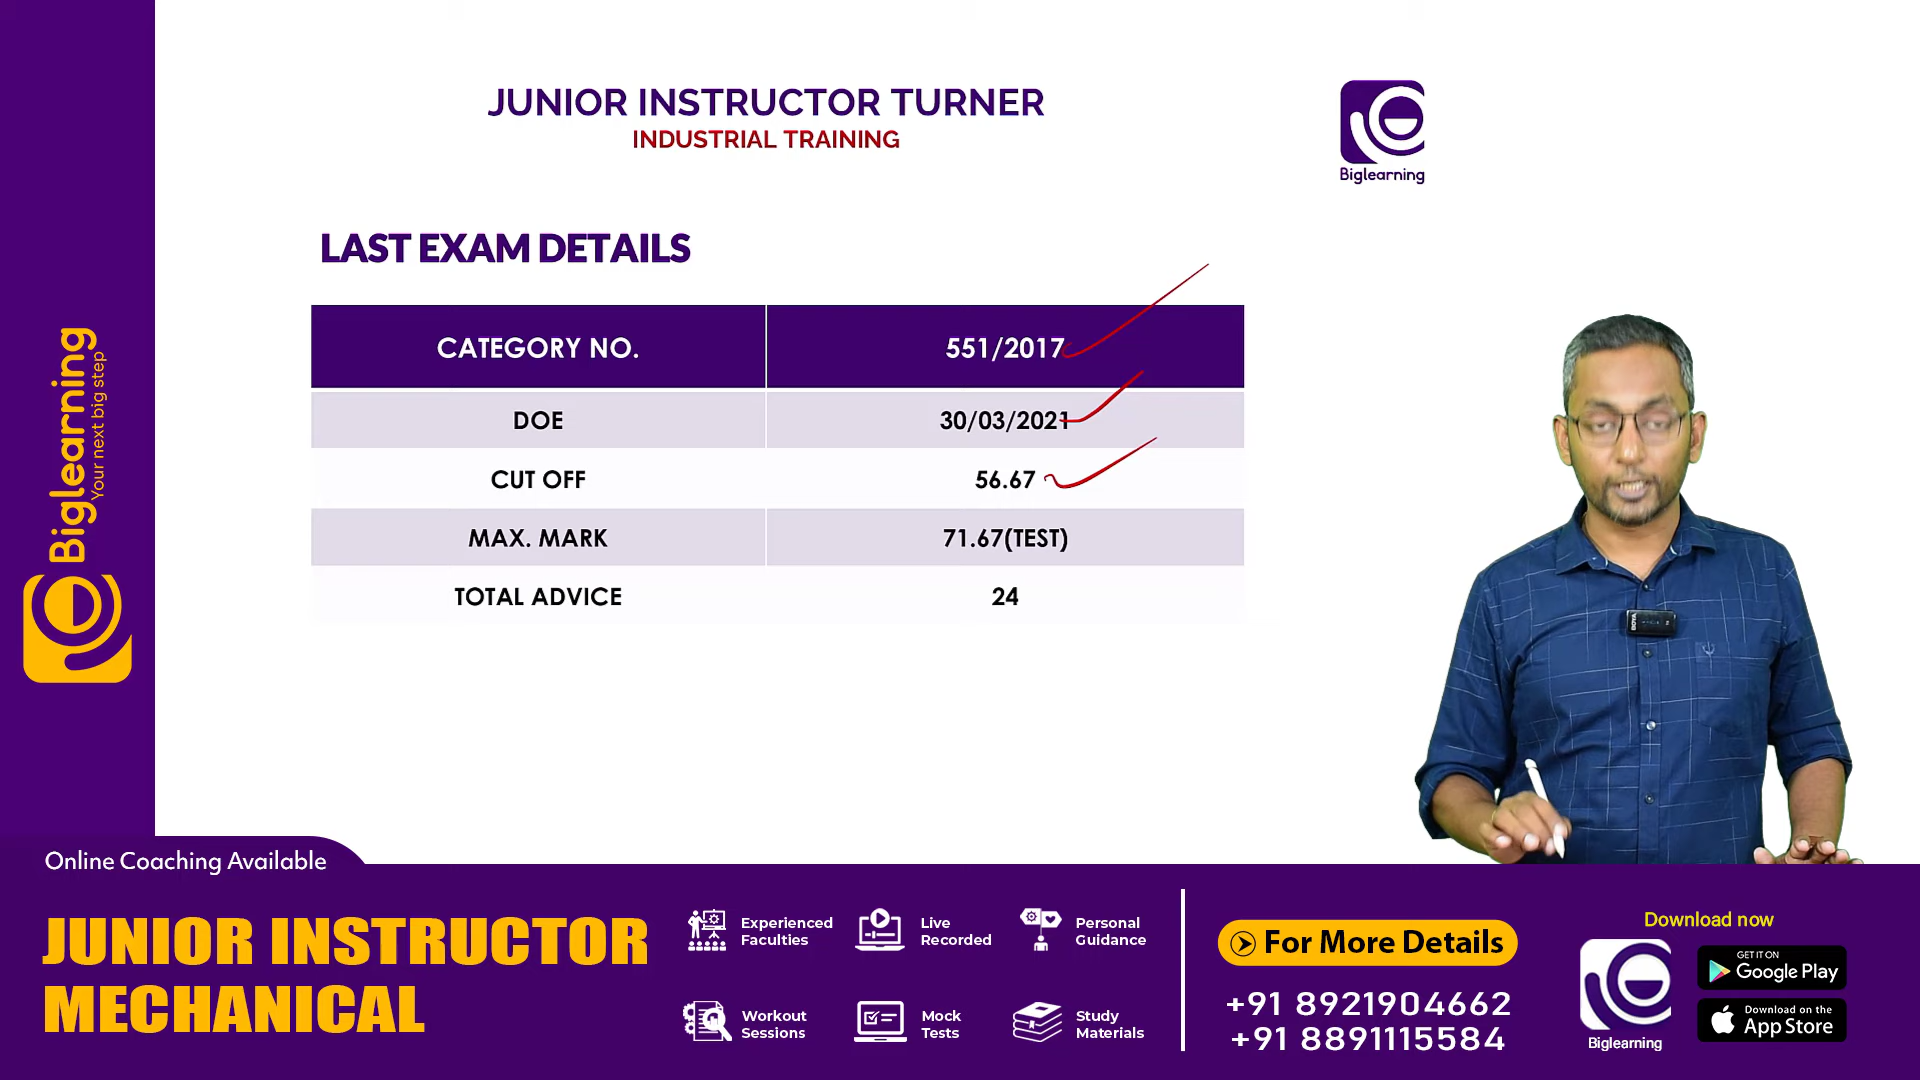 JUNIOR INSTRUCTOR TURNER
INDUSTRIAL TRAINING
Biglearning
LAST EXAM DETAILS
CATEGORY NO. 551/2017
DOE 30/03/2021
CUT OFF 56.67
MAX. MARK 71.67(TEST)
TOTAL ADVICE 24
Biglearning
Your next big step
BOYA
Online Coaching Available
JUNIOR INSTRUCTOR
MECHANICAL
Experienced
Faculties
Live
Recorded
Personal
Guidance
Workout
Sessions
Mock
Tests
Study
Materials
For More Details
+91 8921904662
+91 8891115584
Download now
Biglearning
GET IT ON
Google Play
Download on the
App Store